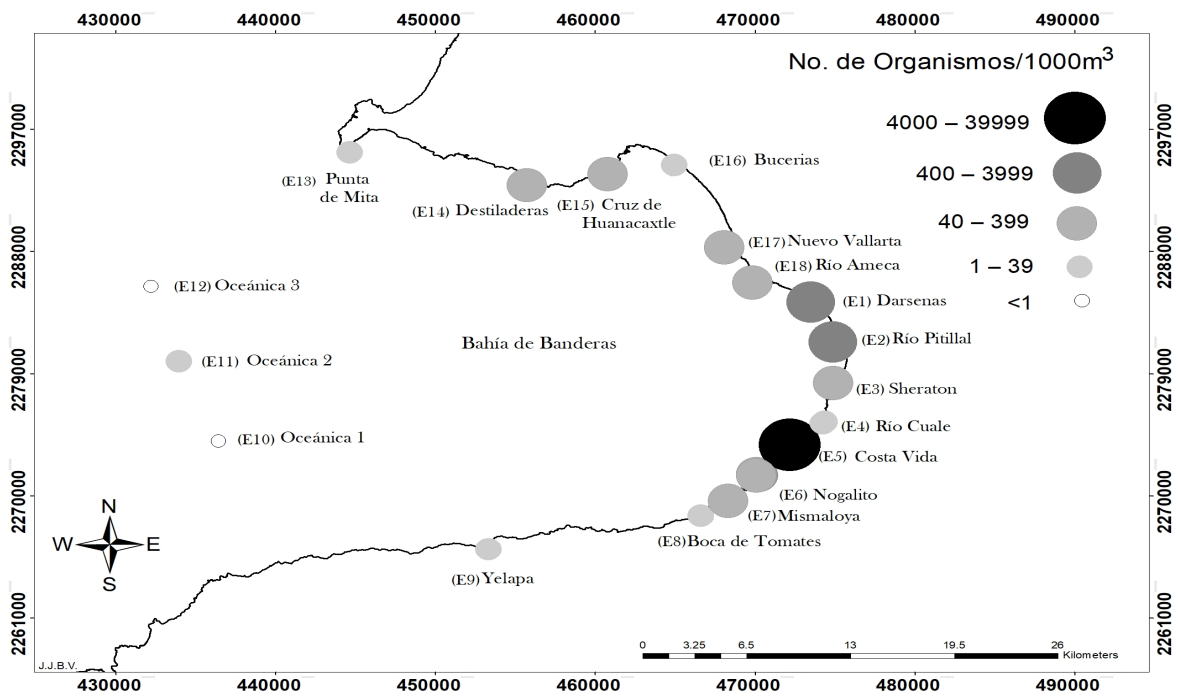 430000 440000 450000 460000 470000 480000 490000
No. de Organismos/1000m³
4000 – 39999
400 - 3999
40 - 399
1 – 39
<1
2297000
2288000
2279000
2270000
2261000
2297000
2288000
2279000
2270000
2261000
(E13) Punta
de Mita
(E14) Destiladeras
(E15) Cruz de
Huanacaxtle
(E16) Bucerias
(E17) Nuevo Vallarta
(E18) Río Ameca
(E12) Oceánica 3
(E1) Darsenas
Bahía de Banderas
(E2) Río Pitillal
(E11) Oceánica 2
(E3) Sheraton
(E4) Río Cuale
(E10) Oceánica 1
(E5) Costa Vida
(E6) Nogalito
(E7) Mismaloya
(E8) Boca de Tomates
(E9) Yelapa
N
W E
S
0 3.25 6.5 13 19.5 26
Kilometers
J.J.B.V.
430000 440000 450000 460000 470000 480000 490000